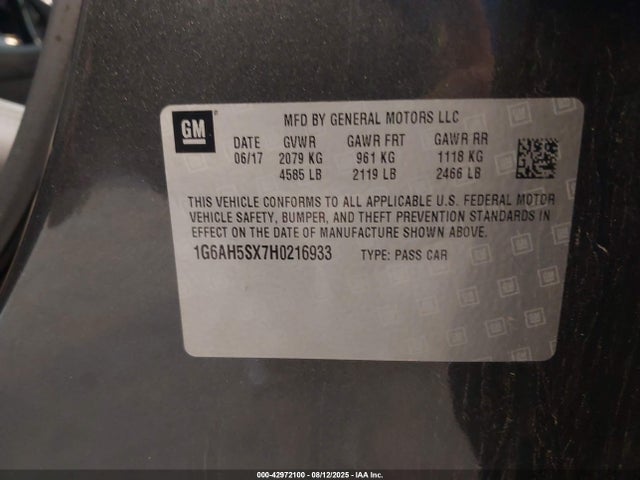 GM
MFD BY GENERAL MOTORS LLC
DATE GVWR GAWR FRT GAWR RR
06/17 2079 KG 961 KG 1118 KG
4585 LB 2119 LB 2466 LB
THIS VEHICLE CONFORMS TO ALL APPLICABLE U.S. FEDERAL MOTOR
VEHICLE SAFETY, BUMPER, AND THEFT PREVENTION STANDARDS IN
EFFECT ON THE DATE OF MANUFACTURE SHOWN ABOVE.
1G6AH5SX7H0216933 TYPE: PASS CAR
000-42972100 - 08/12/2025 - IAA Inc.